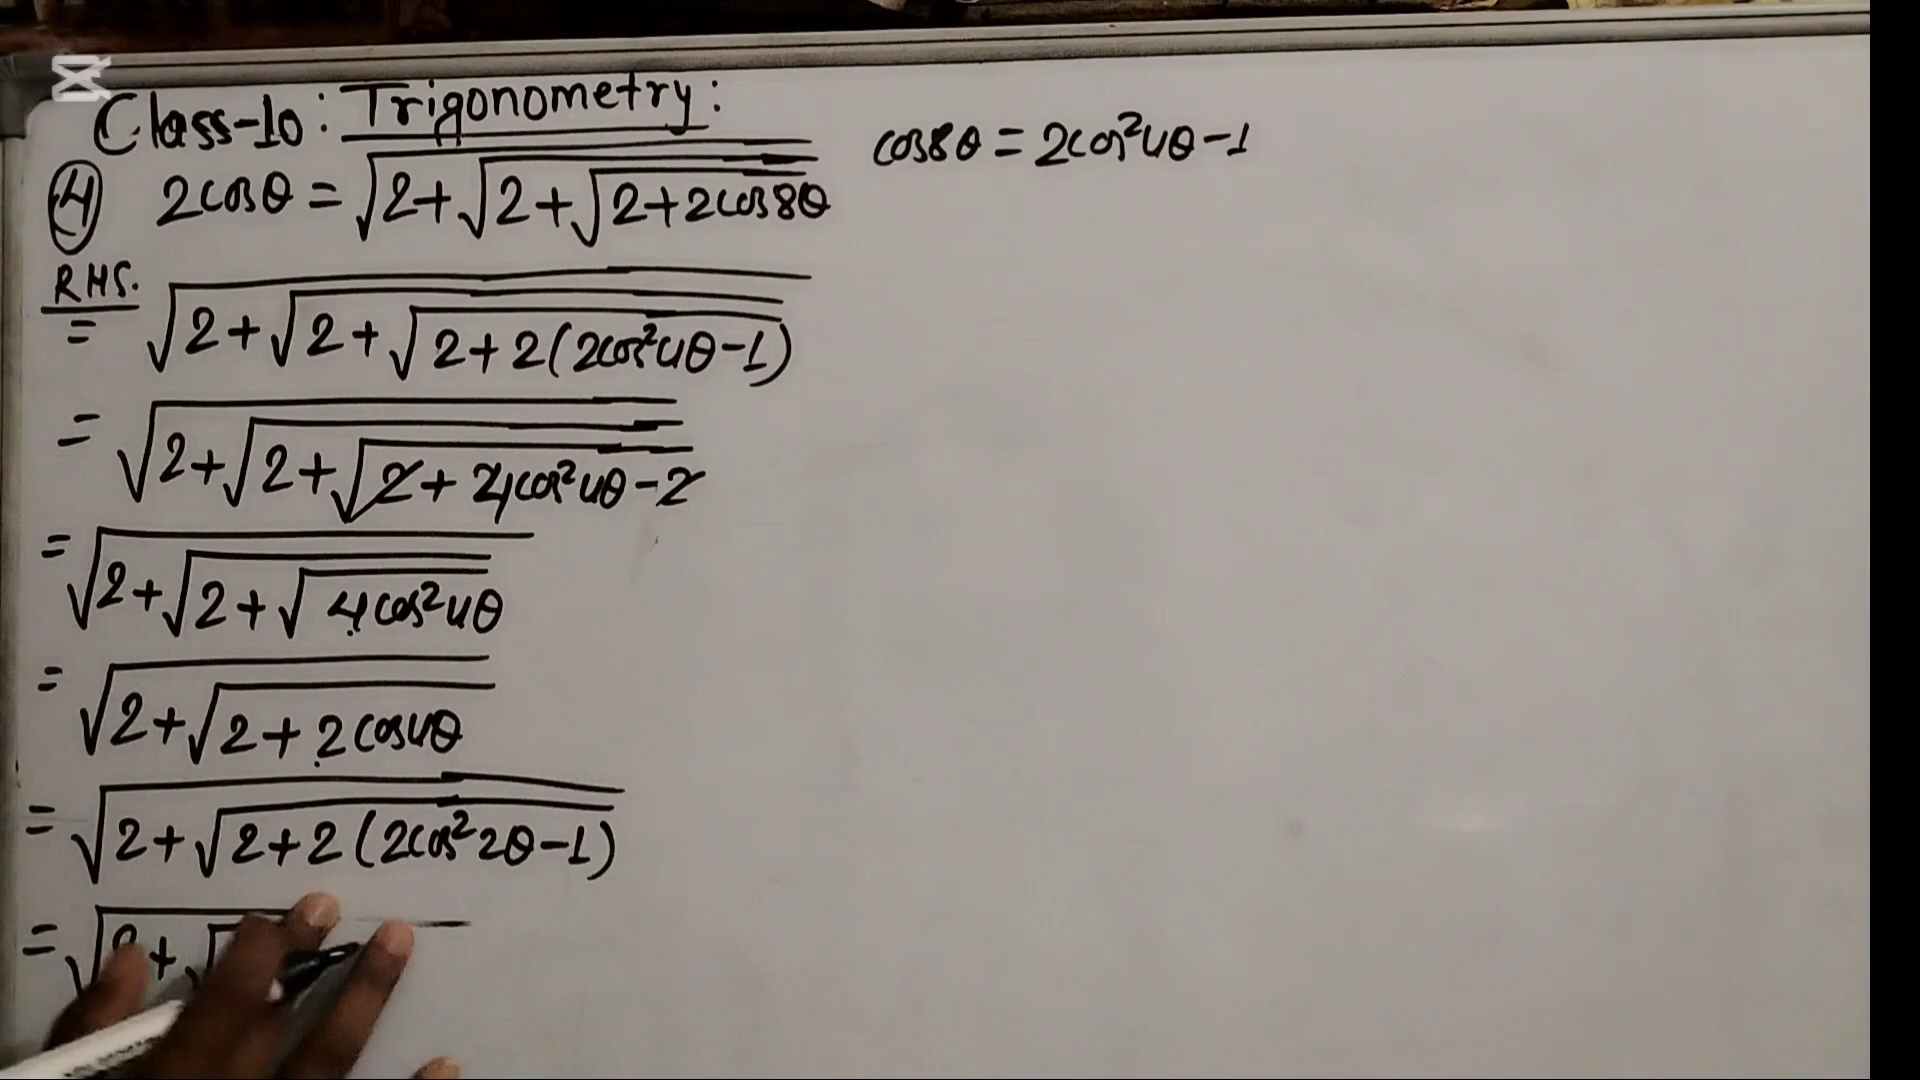 Class-10: Trigonometry:
④ 2cosθ = √2+√2+√2+2cos8θ
cos8θ = 2cos²4θ-1
RHS.
= √2+√2+√2+2(2cos²4θ-1)
= √2+√2+√2+4cos²4θ-2
= √2+√2+√4cos²4θ
= √2+√2+2cos4θ
= √2+√2+2(2cos²2θ-1)
= √2+√